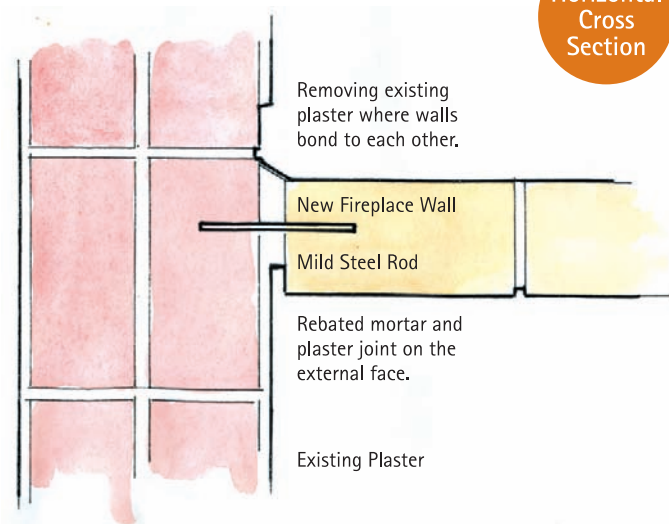 Cross
Section
Removing existing
plaster where walls
bond to each other.
New Fireplace Wall
Mild Steel Rod
Rebated mortar and
plaster joint on the
external face.
Existing Plaster